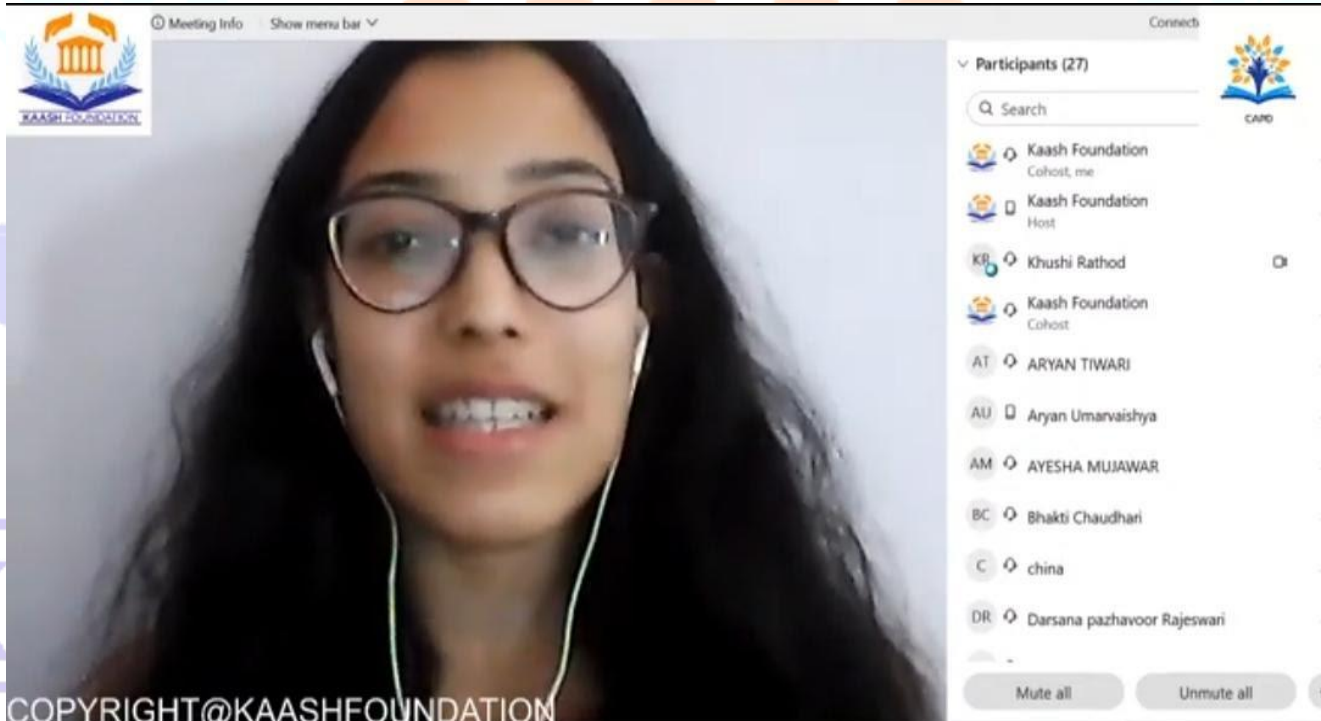 Meeting Info Show menu bar
Connect
KAASH FOUNDATION
CAPD
Participants (27)
Search
Kaash Foundation
Cohost, me
Kaash Foundation
Host
KR Khushi Rathod
Kaash Foundation
Cohost
AT ARYAN TIWARI
AU Aryan Umarvaishya
AM AYESHA MUJAWAR
BC Bhakti Chaudhari
C china
DR Darsana pazhavoor Rajeswari
Mute all Unmute all
COPYRIGHT@KAASHFOUNDATION